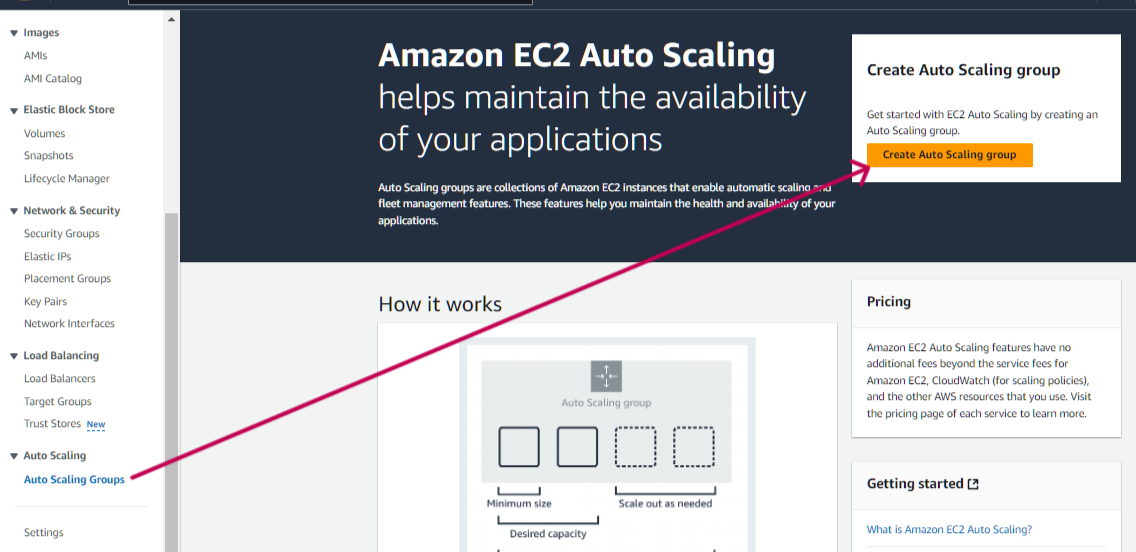 Images
AMIs
AMI Catalog
Elastic Block Store
Volumes
Snapshots
Lifecycle Manager
Network & Security
Security Groups
Elastic IPs
Placement Groups
Key Pairs
Network Interfaces
Load Balancing
Load Balancers
Target Groups
Trust Stores New
Auto Scaling
Auto Scaling Groups
Settings
Amazon EC2 Auto Scaling
helps maintain the availability
of your applications
Auto Scaling groups are collections of Amazon EC2 instances that enable automatic scaling and
fleet management features. These features help you maintain the health and availability of your
applications.
Create Auto Scaling group
Get started with EC2 Auto Scaling by creating an
Auto Scaling group.
Create Auto Scaling group
How it works
Auto Scaling group
Minimum size
Scale out as needed
Desired capacity
Pricing
Amazon EC2 Auto Scaling features have no
additional fees beyond the service fees for
Amazon EC2, CloudWatch (for scaling policies),
and the other AWS resources that you use. Visit
the pricing page of each service to learn more.
Getting started
What is Amazon EC2 Auto Scaling?